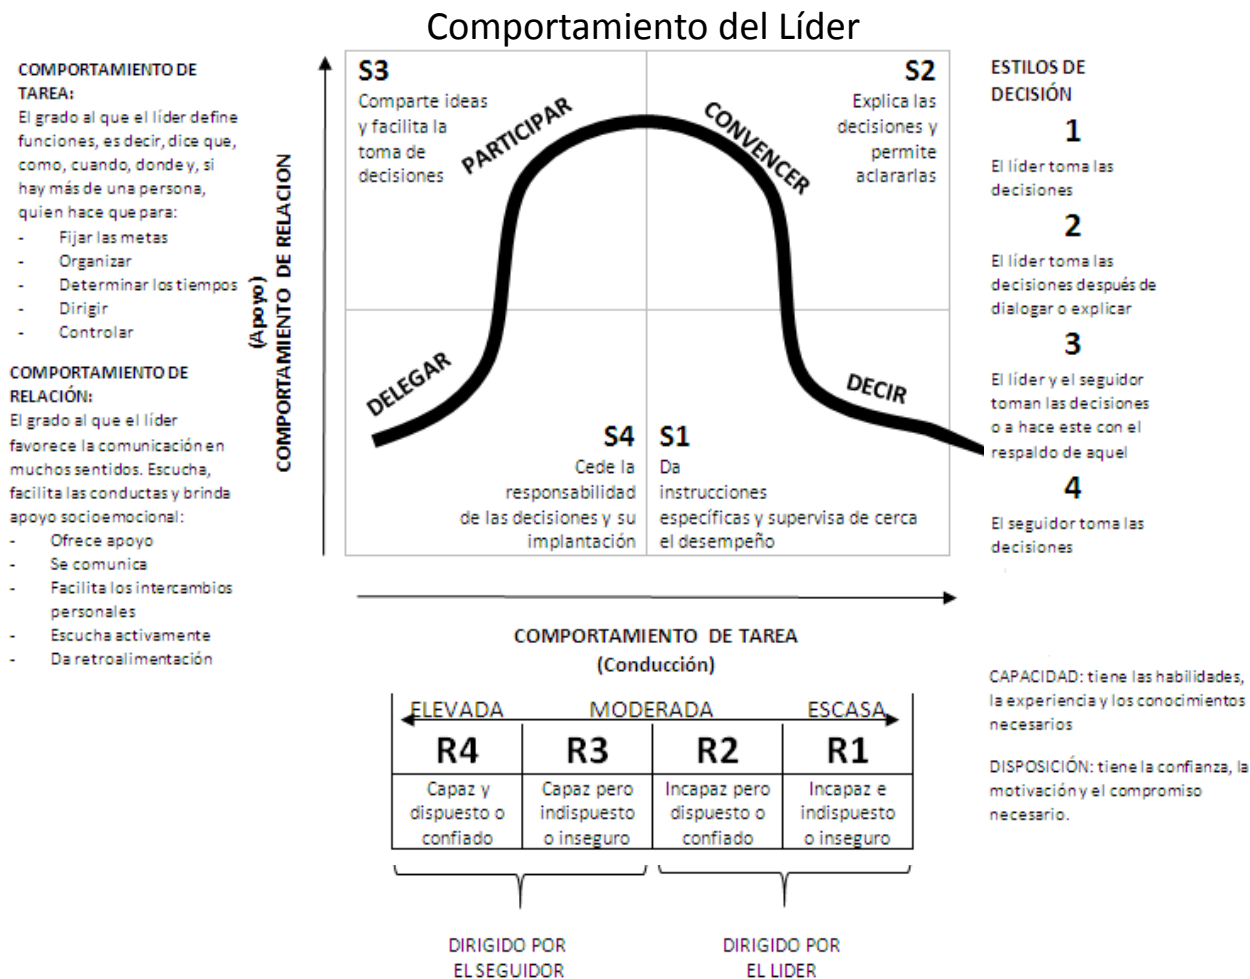 Comportamiento del Líder
COMPORTAMIENTO DE
TAREA:
El grado al que el líder define
funciones, es decir, dice que,
como, cuando, donde y, si
hay más de una persona,
quien hace que para:
- Fijar las metas
- Organizar
- Determinar los tiempos
- Dirigir
- Controlar
COMPORTAMIENTO DE
RELACIÓN:
El grado al que el líder
favorece la comunicación en
muchos sentidos. Escucha,
facilita las conductas y brinda
apoyo socioemocional:
- Ofrece apoyo
- Se comunica
- Facilita los intercambios
personales
- Escucha activamente
- Da retroalimentación
COMPORTAMIENTO DE RELACION
(Apoyo)
S3
Comparte ideas
y facilita la
toma de
decisiones
PARTICIPAR
CONVENCER
S2
Explica las
decisiones y
permite
aclararlas
DELEGAR
DECIR
S4
Cede la
responsabilidad
de las decisiones y su
implantación
S1
Da
instrucciones
específicas y supervisa de cerca
el desempeño
ESTILOS DE
DECISIÓN
1
El líder toma las
decisiones
2
El líder toma las
decisiones después de
dialogar o explicar
3
El líder y el seguidor
toman las decisiones
o a hace este con el
respaldo de aquel
4
El seguidor toma las
decisiones
COMPORTAMIENTO DE TAREA
(Conducción)
ELEVADA MODERADA ESCASA
R4 R3 R2 R1
Capaz y
dispuesto o
confiado
Capaz pero
indispuesto
o inseguro
Incapaz pero
dispuesto o
confiado
Incapaz e
indispuesto
o inseguro
DIRIGIDO POR
EL SEGUIDOR
DIRIGIDO POR
EL LIDER
CAPACIDAD: tiene las habilidades,
la experiencia y los conocimientos
necesarios
DISPOSICIÓN: tiene la confianza, la
motivación y el compromiso
necesario.